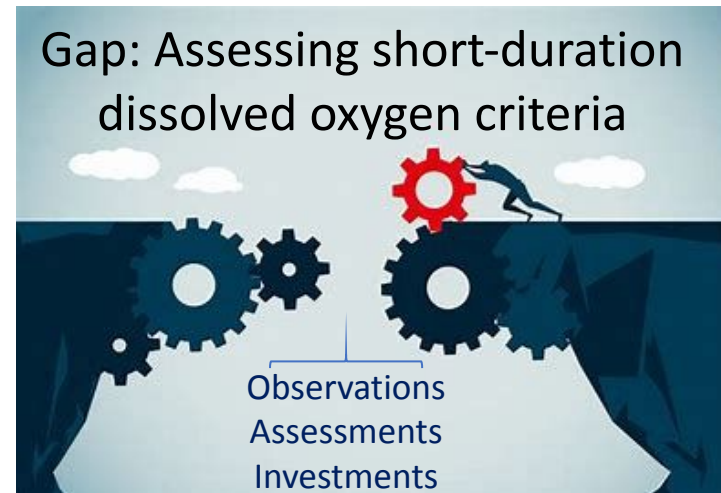 Gap: Assessing short-duration
dissolved oxygen criteria
Observations
Assessments
Investments